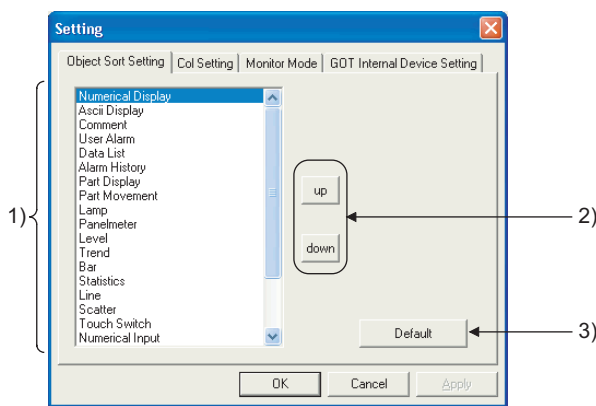 Setting
Object Sort Setting
Col Setting
Monitor Mode
GOT Internal Device Setting
1)
Numerical Display
Ascii Display
Comment
User Alarm
Data List
Alarm History
Part Display
Part Movement
Lamp
Panelmeter
Level
Trend
Bar
Statistics
Line
Scatter
Touch Switch
Numerical Input
up
down
2)
Default
3)
OK
Cancel
Apply